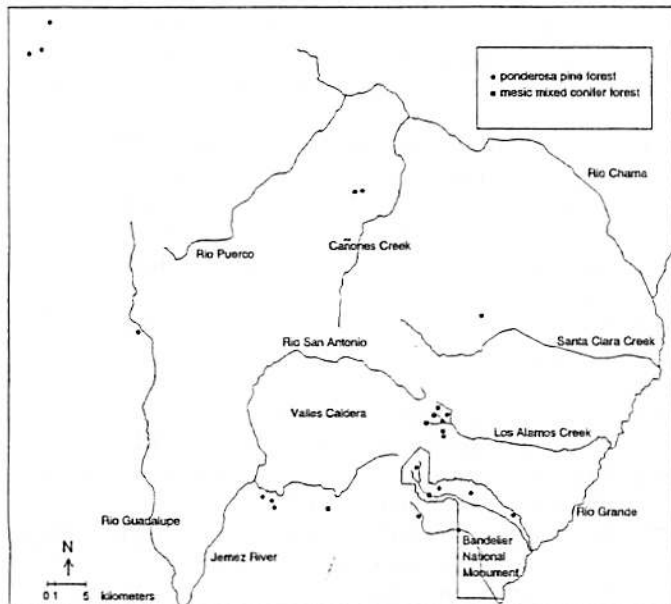 • ponderosa pine forest
• mesic mixed conifer forest
Rio Chama
Rio Puerco
Cañones Creek
Rio San Antonio
Santa Clara Creek
Valles Caldera
Los Alamos Creek
Rio Guadalupe
Rio Grande
Jemez River
Bandelier
National
Monument
N
0 1 5 kilometers